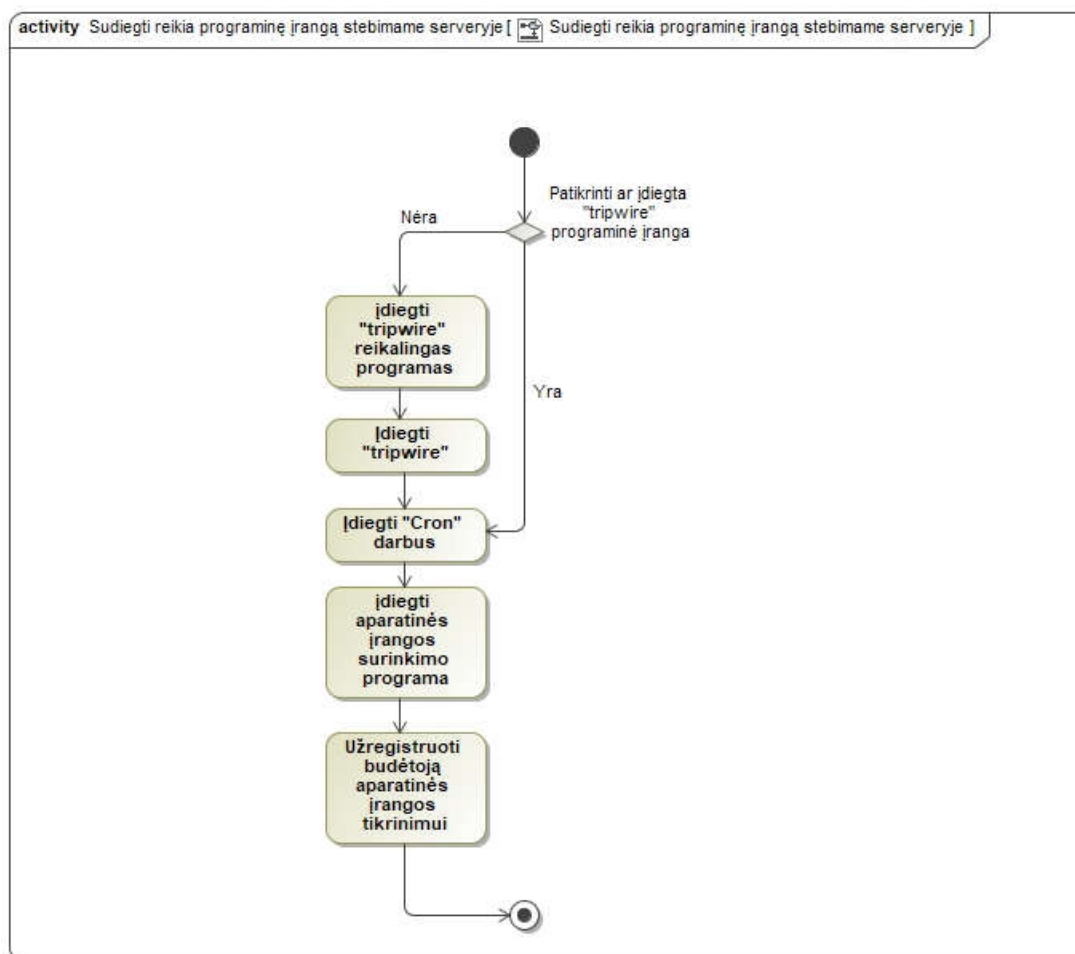 activity Sudiegti reikia programinę įrangą stebimame serveryje [ Sudiegti reikia programinę įrangą stebimame serveryje ]
Patikrinti ar įdiegta
"tripwire"
programinė įranga
Nėra
įdiegti
"tripwire"
reikalingas
programas
Yra
Įdiegti
"tripwire"
Įdiegti "Cron"
darbus
įdiegti
aparatinės
įrangos
surinkimo
programa
Užregistruoti
budėtoją
aparatinės
įrangos
tikrinimui